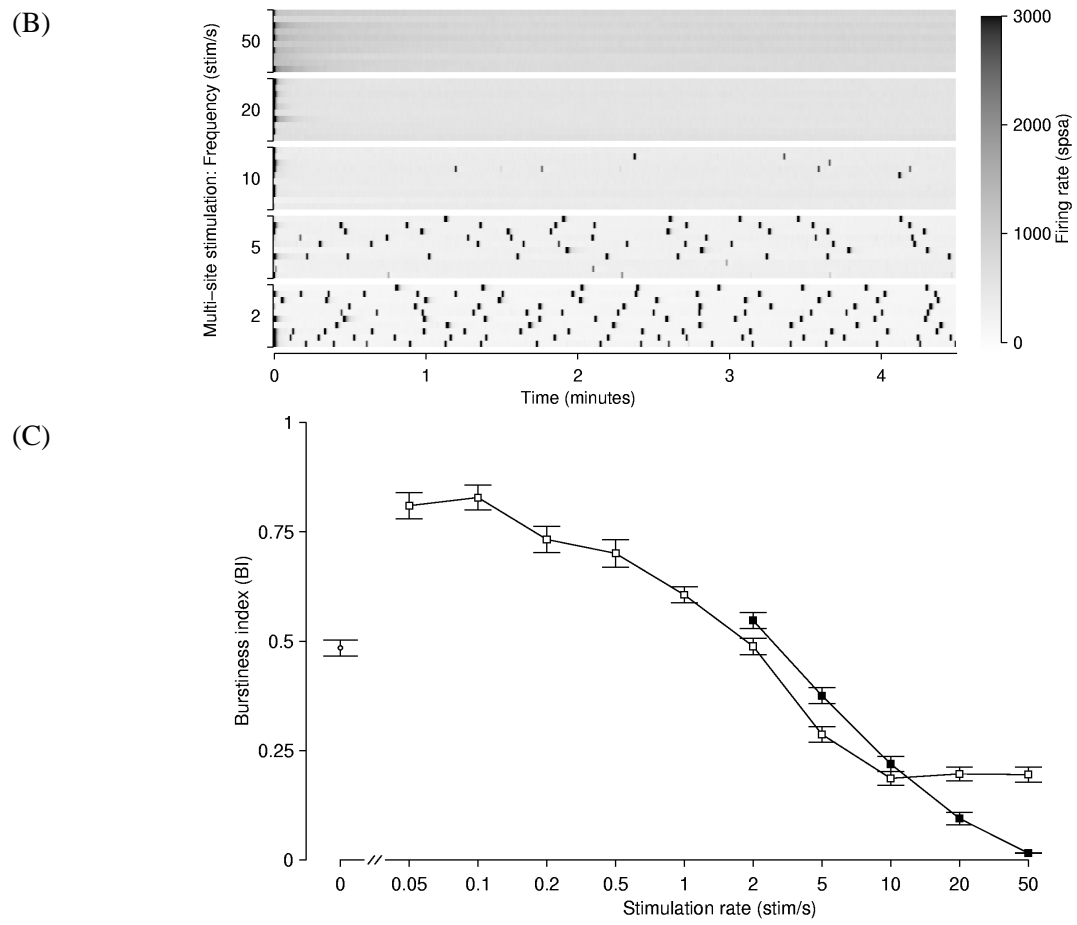 (B)
Multi−site stimulation: Frequency (stim/s)
50
20
10
5
2
0 1 2 3 4
Time (minutes)
3000
2000
1000
0
Firing rate (spsa)
(C)
Burstiness index (BI)
1
0.75
0.5
0.25
0
0 // 0.05 0.1 0.2 0.5 1 2 5 10 20 50
Stimulation rate (stim/s)